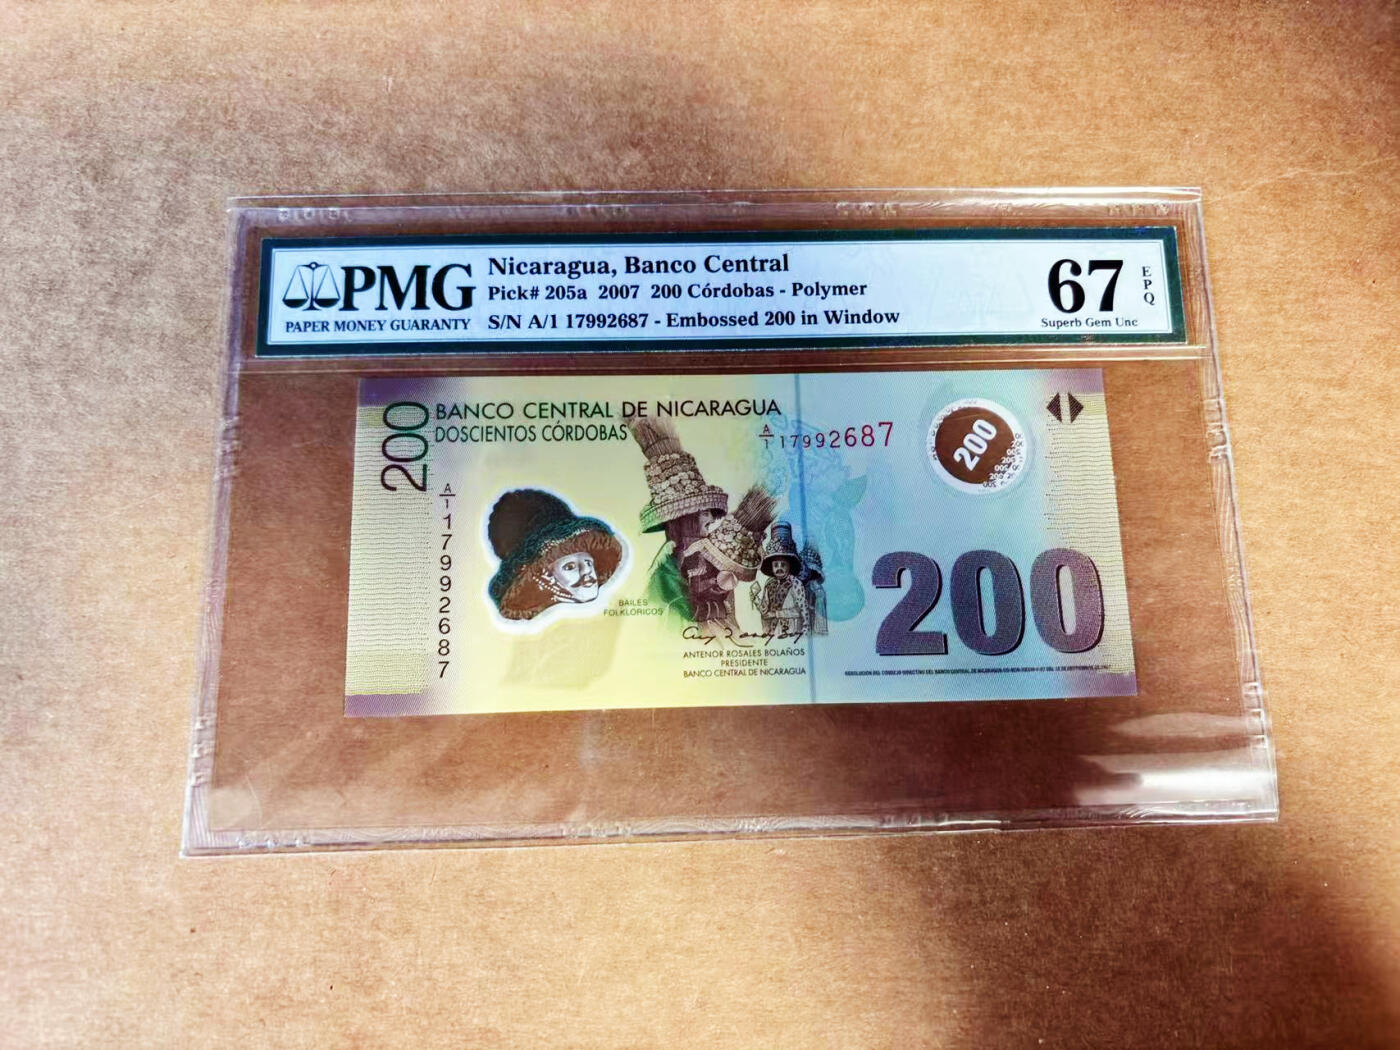 PMG
PAPER MONEY GUARANTY
Nicaragua, Banco Central
Pick# 205a 2007 200 Córdobas - Polymer
S/N A/1 17992687 - Embossed 200 in Window
67
EPQ
Superb Gem Unc
200
BANCO CENTRAL DE NICARAGUA
DOSCIENTOS CÓRDOBAS
A/1 17992687
A/1 17992687
200
BAILES
FOLKLÓRICOS
200
ANTENOR ROSALES BOLAÑOS
PRESIDENTE
BANCO CENTRAL DE NICARAGUA